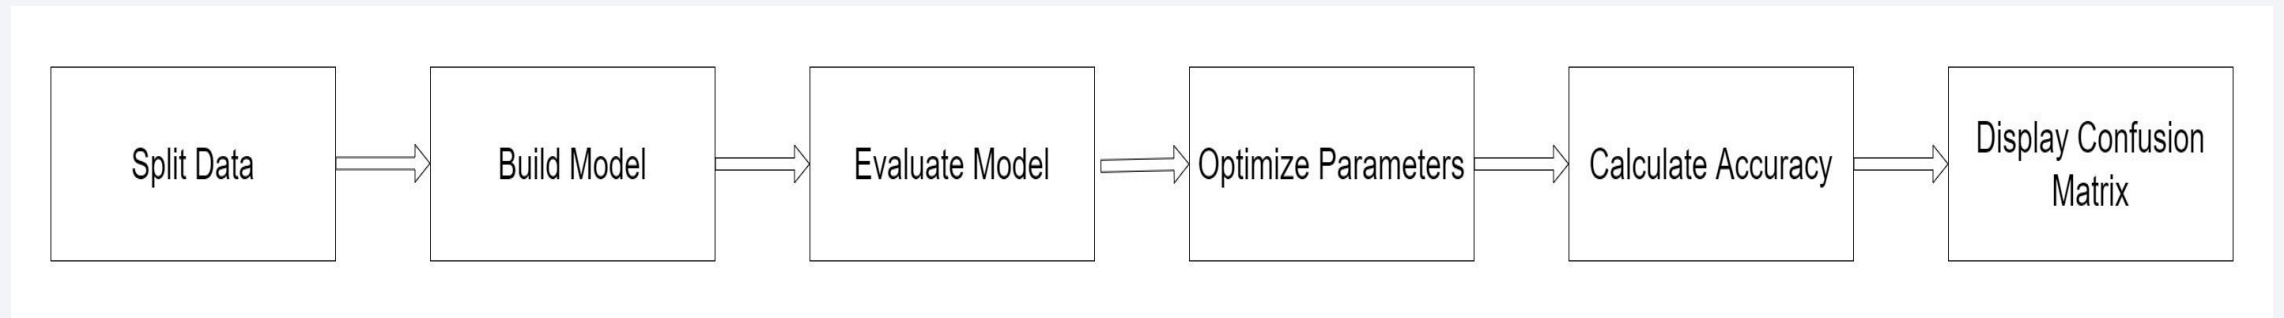 Split Data
Build Model
Evaluate Model
Optimize Parameters
Calculate Accuracy
Display Confusion
Matrix